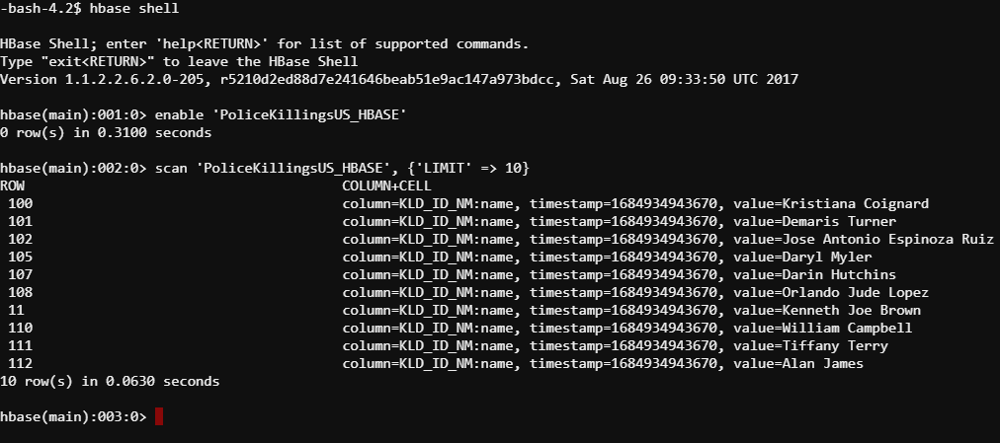 -bash-4.2$ hbase shell
HBase Shell; enter 'help<RETURN>' for list of supported commands.
Type "exit<RETURN>" to leave the HBase Shell
Version 1.1.2.2.6.2.0-205, r5210d2ed88d7e241646beab51e9ac147a973bdcc, Sat Aug 26 09:33:50 UTC 2017
hbase(main):001:0> enable 'PoliceKillingsUS_HBASE'
0 row(s) in 0.3100 seconds
hbase(main):002:0> scan 'PoliceKillingsUS_HBASE', {'LIMIT' => 10}
ROW COLUMN+CELL
100 column=KLD_ID_NM:name, timestamp=1684934943670, value=Kristiana Coignard
101 column=KLD_ID_NM:name, timestamp=1684934943670, value=Demaris Turner
102 column=KLD_ID_NM:name, timestamp=1684934943670, value=Jose Antonio Espinoza Ruiz
105 column=KLD_ID_NM:name, timestamp=1684934943670, value=Daryl Myler
107 column=KLD_ID_NM:name, timestamp=1684934943670, value=Darin Hutchins
108 column=KLD_ID_NM:name, timestamp=1684934943670, value=Orlando Jude Lopez
11 column=KLD_ID_NM:name, timestamp=1684934943670, value=Kenneth Joe Brown
110 column=KLD_ID_NM:name, timestamp=1684934943670, value=William Campbell
111 column=KLD_ID_NM:name, timestamp=1684934943670, value=Tiffany Terry
112 column=KLD_ID_NM:name, timestamp=1684934943670, value=Alan James
10 row(s) in 0.0630 seconds
hbase(main):003:0>